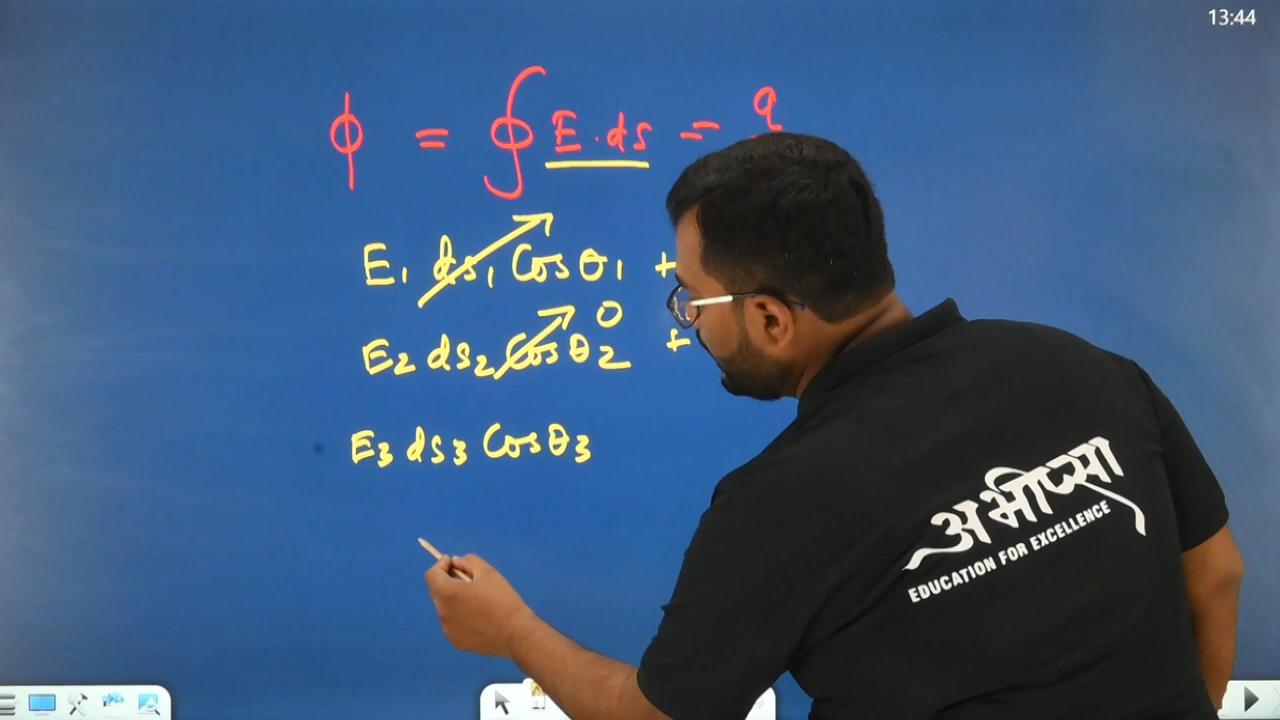 13:44
ϕ = ∮ E.ds = q
E₁ ds₁ Cosθ₁ +
0
E₂ ds₂ Cosθ₂ +
E₃ ds₃ Cosθ₃
अभीप्सा
EDUCATION FOR EXCELLENCE